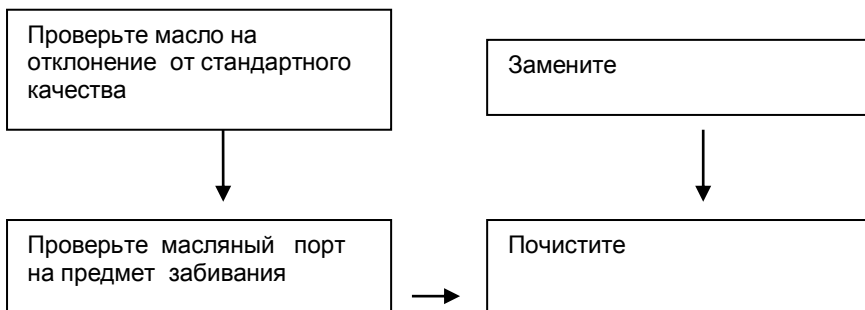 Проверьте масло на
отклонение от стандартного
качества
Замените
Проверьте масляный порт
на предмет забивания
Почистите